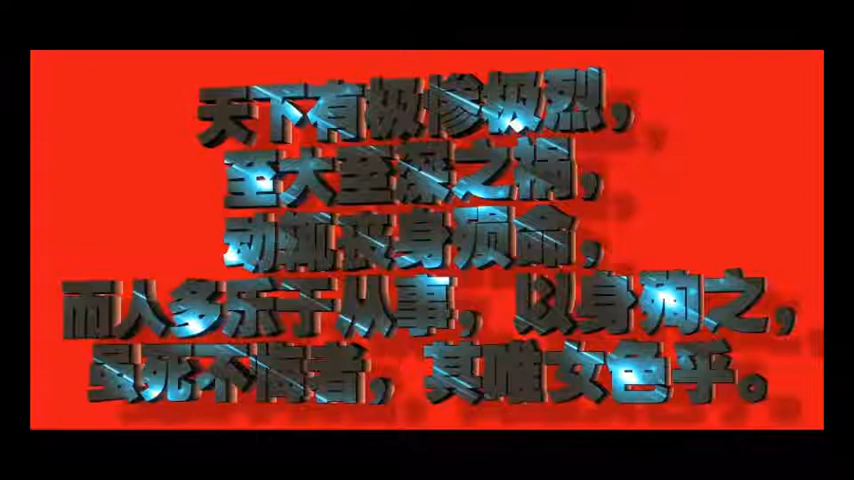 天下有极惨极烈，
至大至深之祸，
动辄丧身殒命，
而人多乐于从事，以身殉之，
虽死不悔者，其唯女色乎。